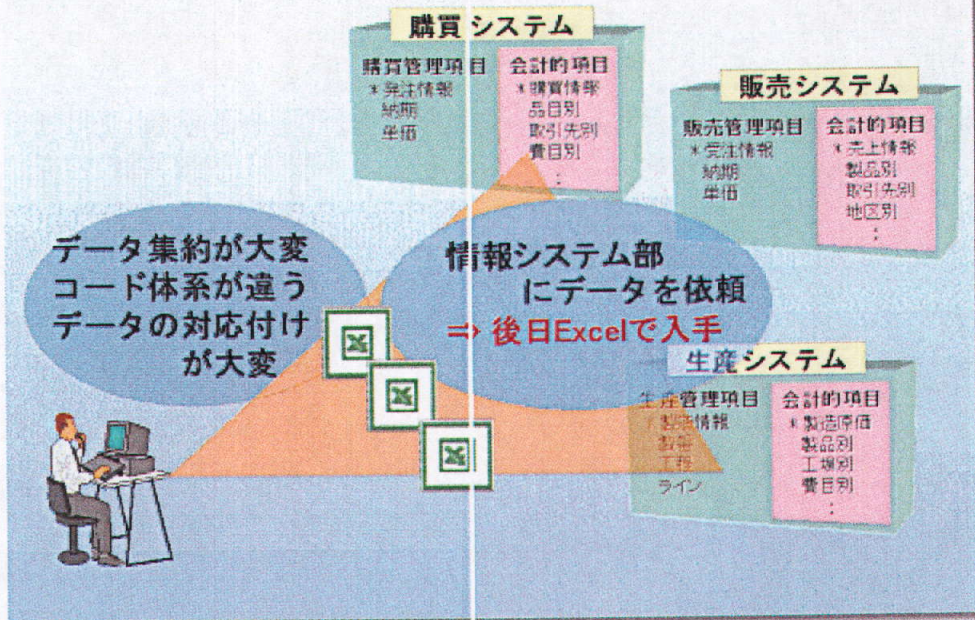 購買システム
購買管理項目
*発注情報
納期
単価
会計的項目
*購買情報
品目別
取引先別
費目別
:
販売システム
販売管理項目
*受注情報
納期
単価
会計的項目
*売上情報
製品別
取引先別
地区別
:
データ集約が大変
コード体系が違う
データの対応付け
が大変
情報システム部
にデータを依頼
⇒ 後日Excelで入手
生産システム
生産管理項目
*製造情報
工程
ライン
会計的項目
*製造原価
製品別
工場別
費目別
: